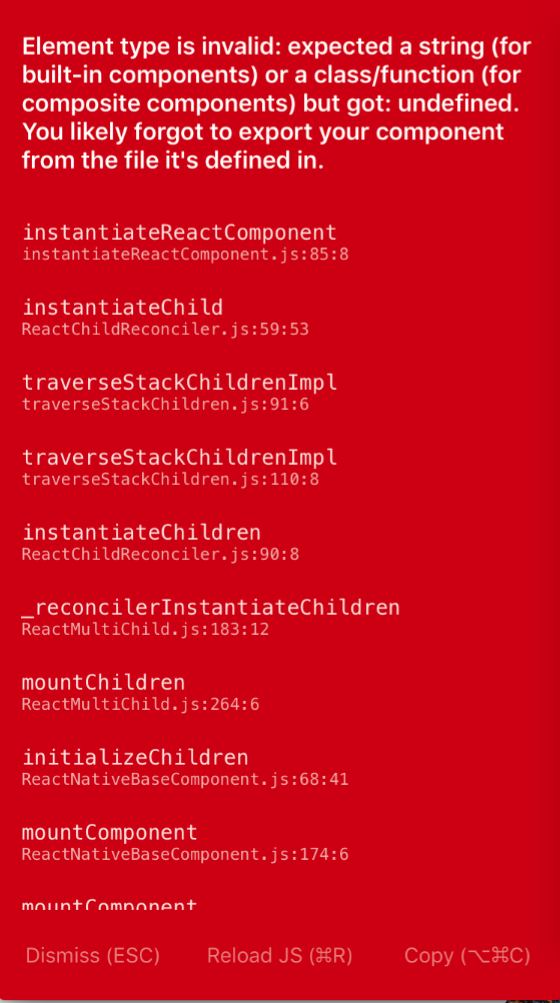 Element type is invalid: expected a string (for
built-in components) or a class/function (for
composite components) but got: undefined.
You likely forgot to export your component
from the file it's defined in.
instantiateReactComponent
instantiateReactComponent.js:85:8
instantiateChild
ReactChildReconciler.js:59:53
traverseStackChildrenImpl
traverseStackChildren.js:91:6
traverseStackChildrenImpl
traverseStackChildren.js:110:8
instantiateChildren
ReactChildReconciler.js:90:8
_reconcilerInstantiateChildren
ReactMultiChild.js:183:12
mountChildren
ReactMultiChild.js:264:6
initializeChildren
ReactNativeBaseComponent.js:68:41
mountComponent
ReactNativeBaseComponent.js:174:6
mountComponent
Dismiss (ESC) Reload JS (⌘R) Copy (⌥⌘C)